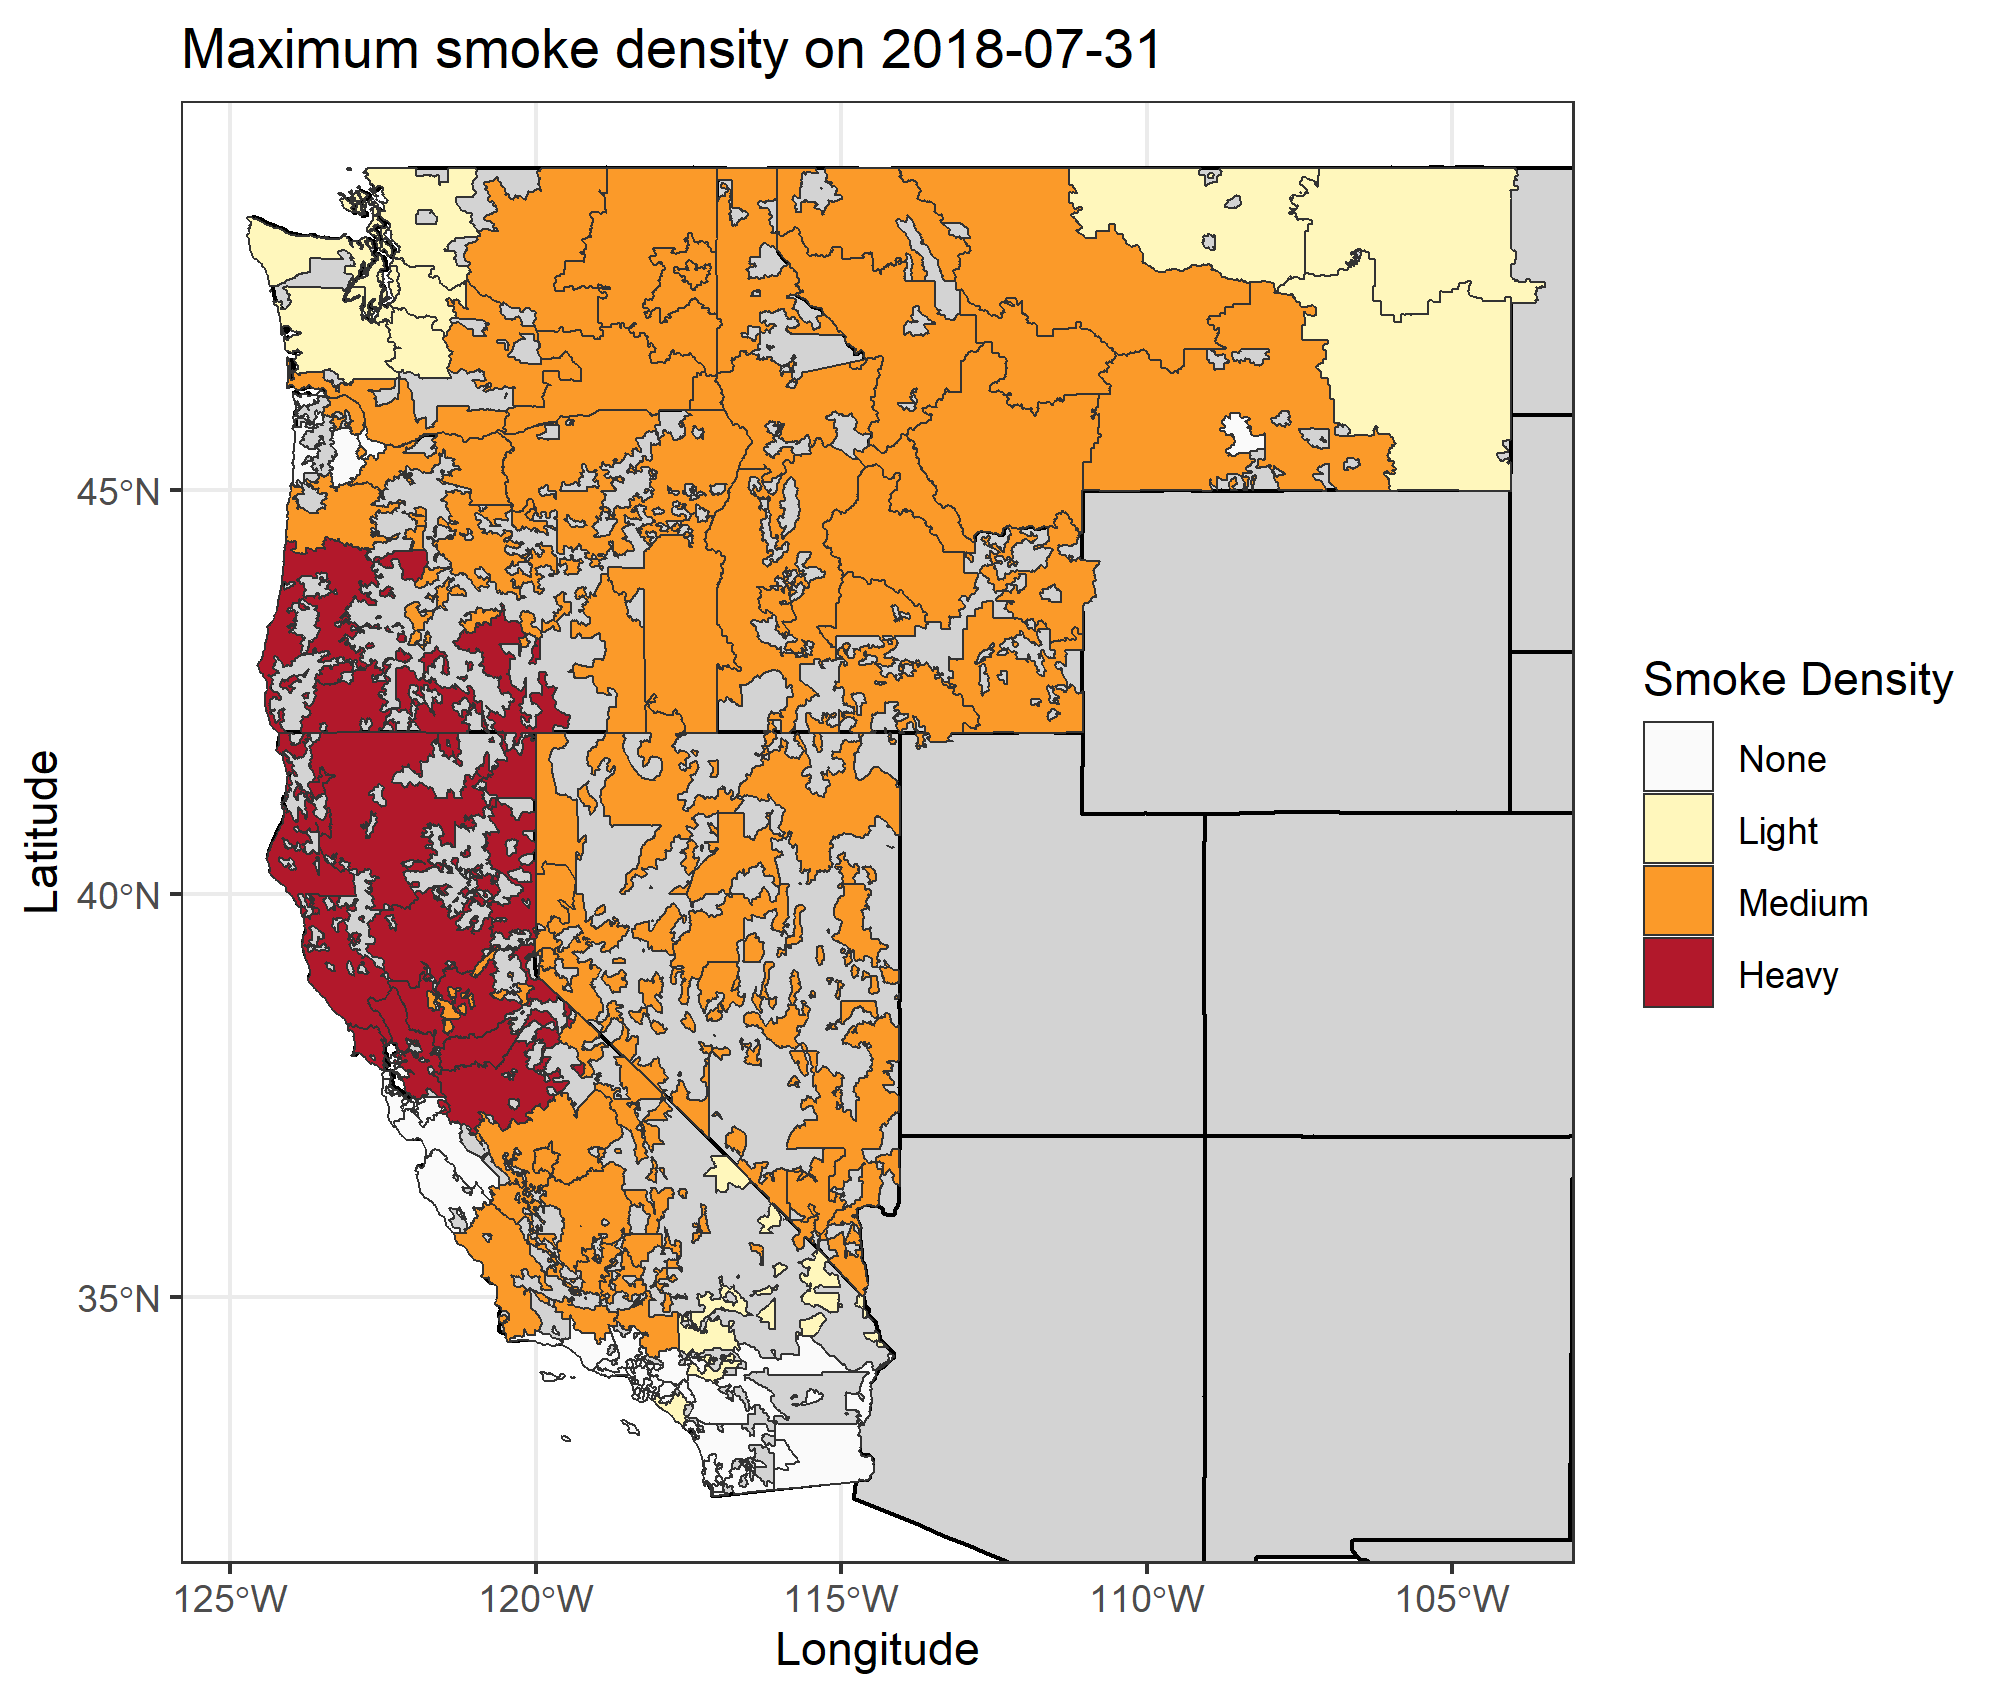 Maximum smoke density on 2018-07-31
45°N
40°N
35°N
Latitude
125°W 120°W 115°W 110°W 105°W
Longitude
Smoke Density
None
Light
Medium
Heavy